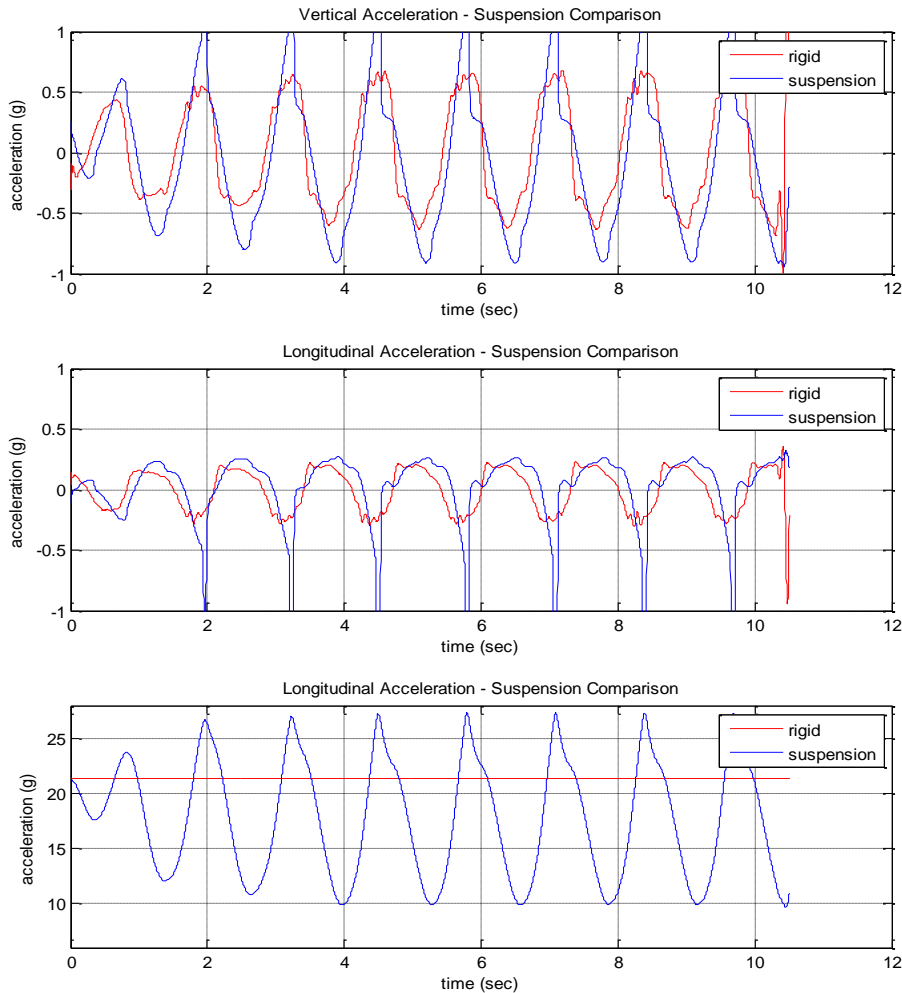 Vertical Acceleration - Suspension Comparison
1
0.5
0
-0.5
-1
acceleration (g)
rigid
suspension
0 2 4 6 8 10 12
time (sec)
Longitudinal Acceleration - Suspension Comparison
1
0.5
0
-0.5
-1
acceleration (g)
rigid
suspension
0 2 4 6 8 10 12
time (sec)
Longitudinal Acceleration - Suspension Comparison
25
20
15
10
acceleration (g)
rigid
suspension
0 2 4 6 8 10 12
time (sec)